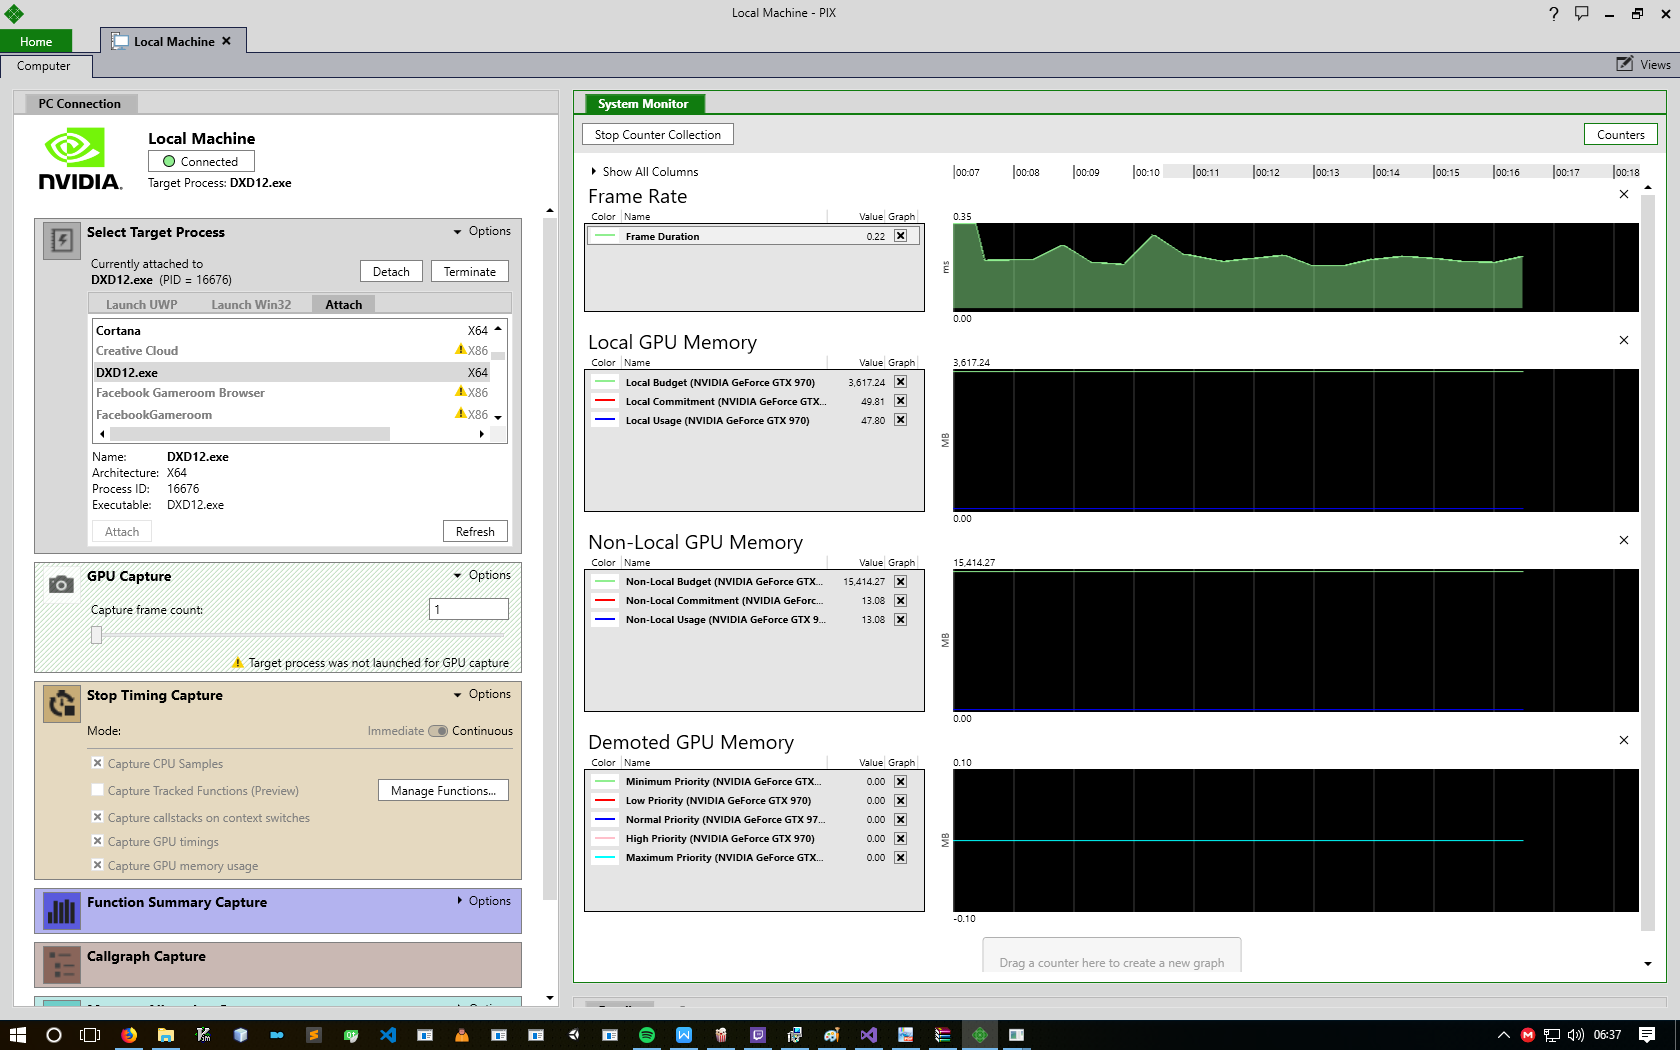 Local Machine - PIX
Home
Local Machine
Computer
Views
PC Connection
NVIDIA.
Local Machine
Connected
Target Process: DXD12.exe
Select Target Process
Options
Currently attached to
DXD12.exe (PID = 16676)
Detach
Terminate
Launch UWP
Launch Win32
Attach
Cortana
X64
Creative Cloud
X86
DXD12.exe
X64
Facebook Gameroom Browser
X86
FacebookGameroom
X86
Name: DXD12.exe
Architecture: X64
Process ID: 16676
Executable: DXD12.exe
Attach
Refresh
GPU Capture
Options
Capture frame count:
1
Target process was not launched for GPU capture
Stop Timing Capture
Options
Mode:
Immediate
Continuous
Capture CPU Samples
Capture Tracked Functions (Preview)
Manage Functions...
Capture callstacks on context switches
Capture GPU timings
Capture GPU memory usage
Function Summary Capture
Options
Callgraph Capture
System Monitor
Stop Counter Collection
Counters
Show All Columns
00:07 00:08 00:09 00:10 00:11 00:12 00:13 00:14 00:15 00:16 00:17 00:18
Frame Rate
Color Name Value Graph
Frame Duration 0.22
0.35
ms
0.00
Local GPU Memory
Color Name Value Graph
Local Budget (NVIDIA GeForce GTX 970) 3,617.24
Local Commitment (NVIDIA GeForce GTX... 49.81
Local Usage (NVIDIA GeForce GTX 970) 47.80
3,617.24
MB
0.00
Non-Local GPU Memory
Color Name Value Graph
Non-Local Budget (NVIDIA GeForce GTX... 15,414.27
Non-Local Commitment (NVIDIA GeForc... 13.08
Non-Local Usage (NVIDIA GeForce GTX 9... 13.08
15,414.27
MB
0.00
Demoted GPU Memory
Color Name Value Graph
Minimum Priority (NVIDIA GeForce GTX... 0.00
Low Priority (NVIDIA GeForce GTX 970) 0.00
Normal Priority (NVIDIA GeForce GTX 97... 0.00
High Priority (NVIDIA GeForce GTX 970) 0.00
Maximum Priority (NVIDIA GeForce GTX... 0.00
0.10
MB
-0.10
Drag a counter here to create a new graph
06:37